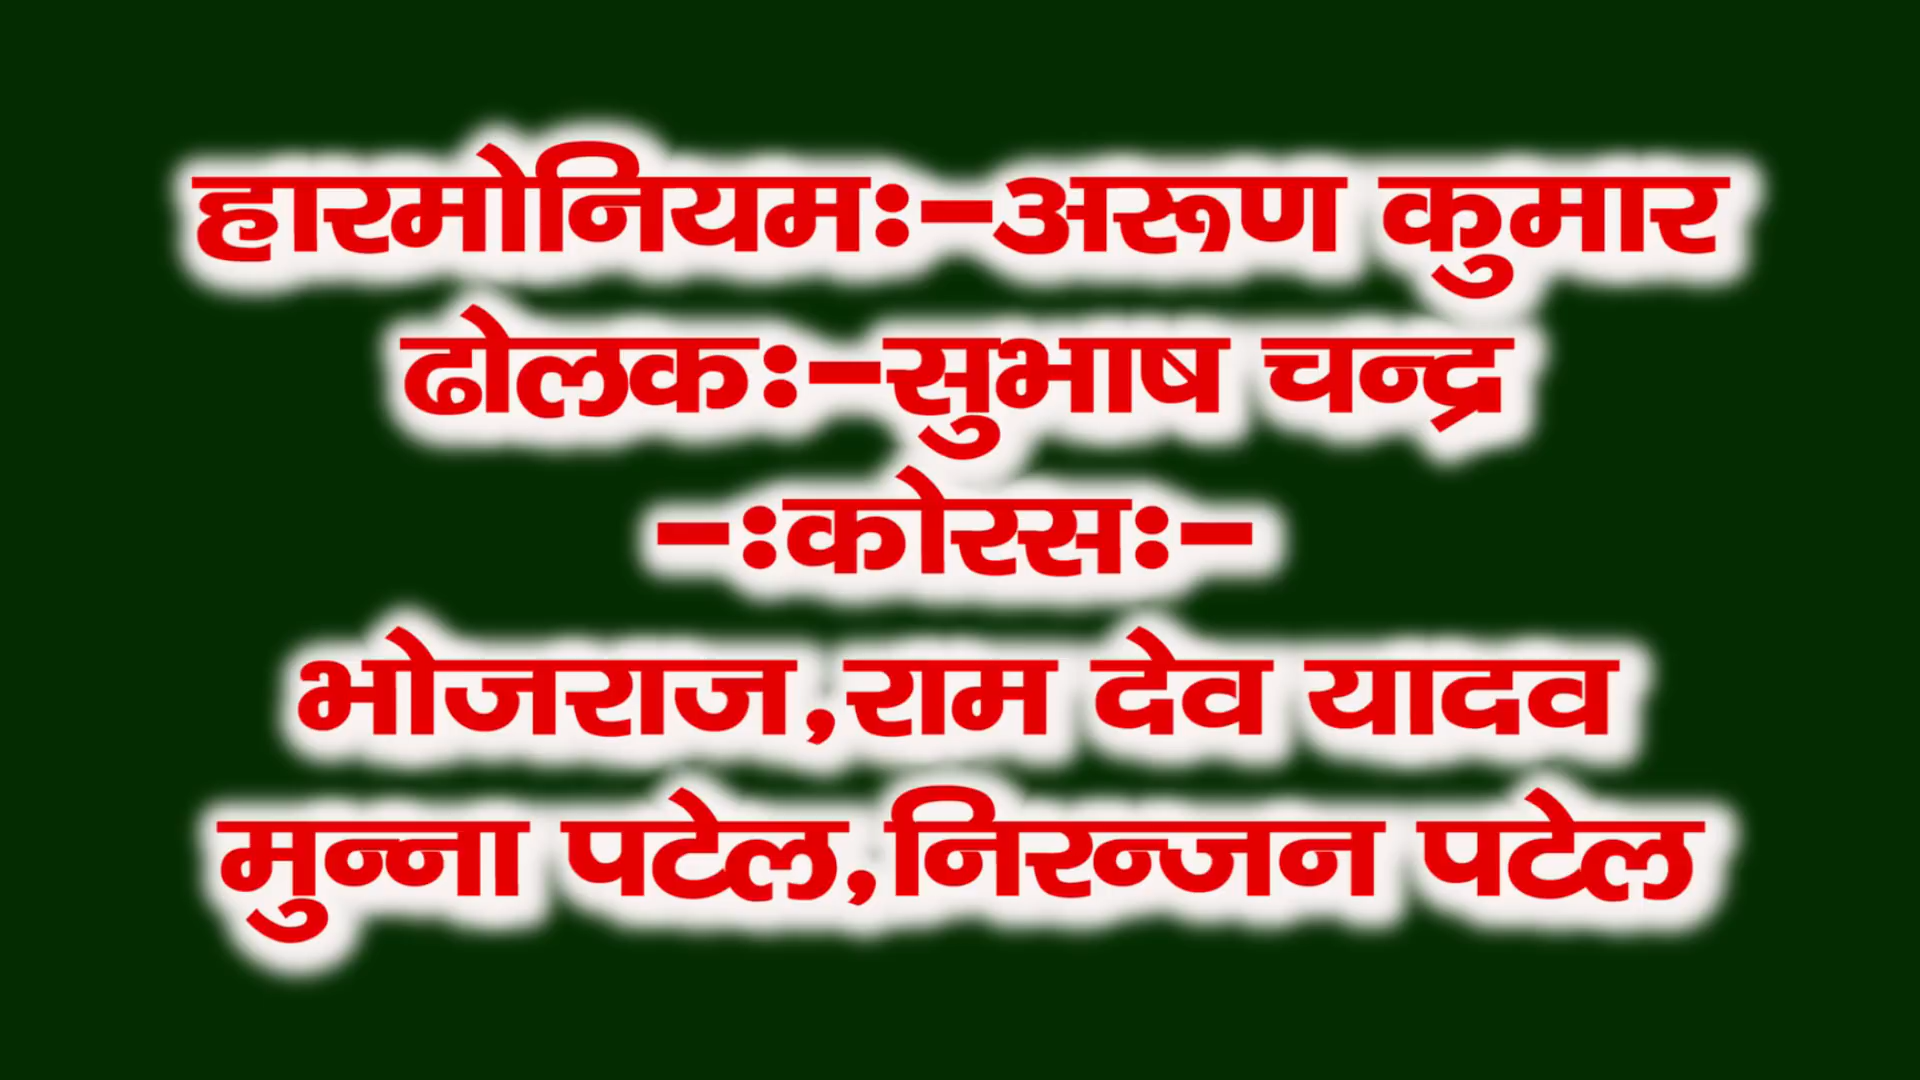 हारमोनियमः-अरूण कुमार
ढोलकः-सुभाष चन्द्र
-ःकोरसः-
भोजराज,राम देव यादव
मुन्ना पटेल,निरन्जन पटेल